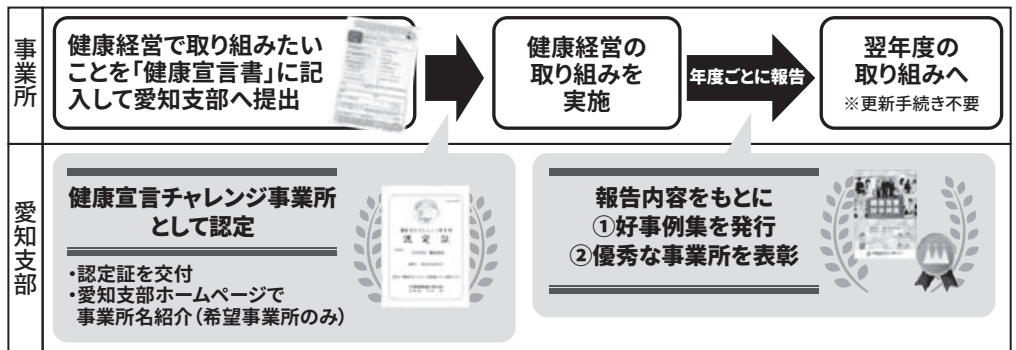 事業所
健康経営で取り組みたい
ことを「健康宣言書」に記
入して愛知支部へ提出
健康経営の
取り組みを
実施
年度ごとに報告
翌年度の
取り組みへ
※更新手続き不要
愛知支部
健康宣言チャレンジ事業所
として認定
・認定証を交付
・愛知支部ホームページで
事業所名紹介（希望事業所のみ）
認定証
報告内容をもとに
①好事例集を発行
②優秀な事業所を表彰